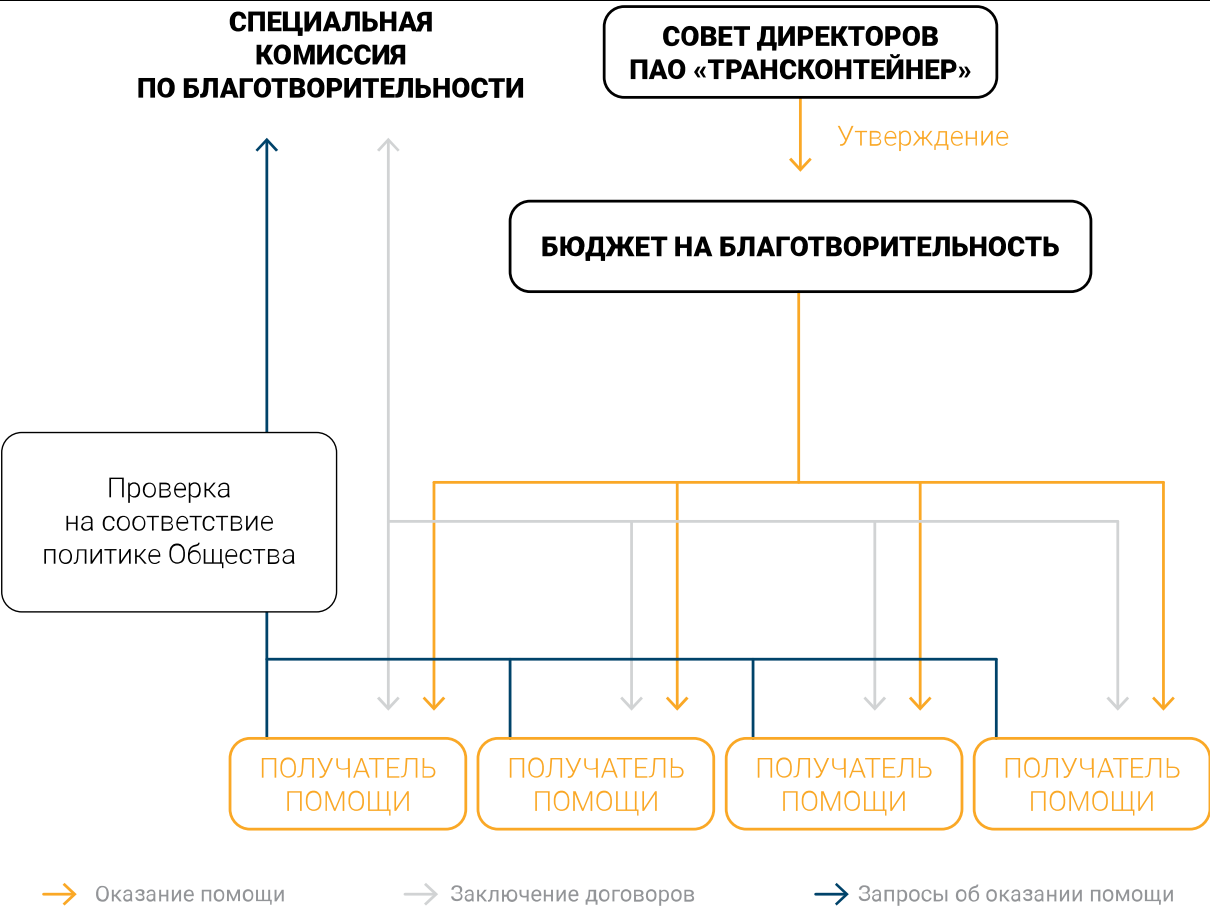 СПЕЦИАЛЬНАЯ
КОМИССИЯ
ПО БЛАГОТВОРИТЕЛЬНОСТИ
СОВЕТ ДИРЕКТОРОВ
ПАО «ТРАНСКОНТЕЙНЕР»
Утверждение
БЮДЖЕТ НА БЛАГОТВОРИТЕЛЬНОСТЬ
Проверка
на соответствие
политике Общества
ПОЛУЧАТЕЛЬ
ПОМОЩИ
ПОЛУЧАТЕЛЬ
ПОМОЩИ
ПОЛУЧАТЕЛЬ
ПОМОЩИ
ПОЛУЧАТЕЛЬ
ПОМОЩИ
Оказание помощи
Заключение договоров
Запросы об оказании помощи